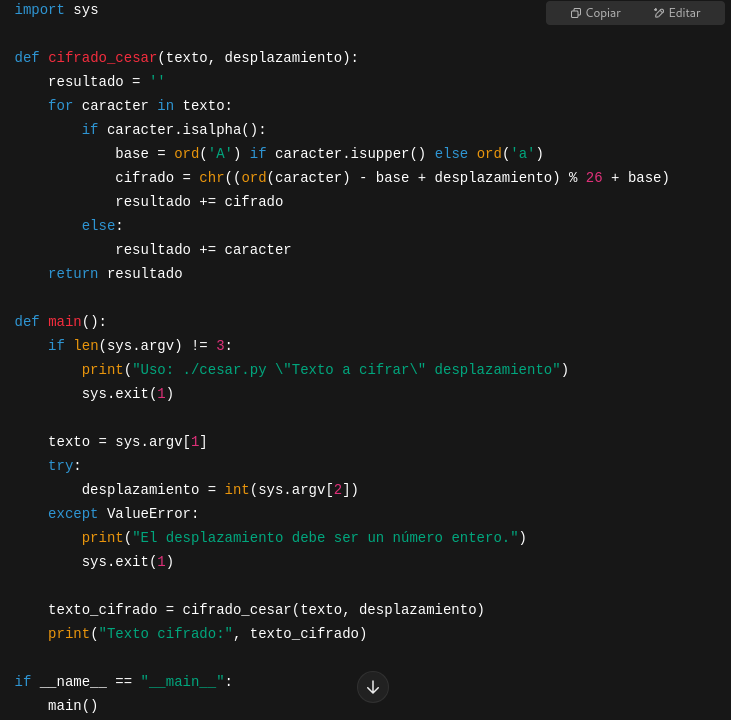 import sys
Copiar Editar
def cifrado_cesar(texto, desplazamiento):
    resultado = ''
    for caracter in texto:
        if caracter.isalpha():
            base = ord('A') if caracter.isupper() else ord('a')
            cifrado = chr((ord(caracter) - base + desplazamiento) % 26 + base)
            resultado += cifrado
        else:
            resultado += caracter
    return resultado

def main():
    if len(sys.argv) != 3:
        print("Uso: ./cesar.py \"Texto a cifrar\" desplazamiento")
        sys.exit(1)

    texto = sys.argv[1]
    try:
        desplazamiento = int(sys.argv[2])
    except ValueError:
        print("El desplazamiento debe ser un número entero.")
        sys.exit(1)

    texto_cifrado = cifrado_cesar(texto, desplazamiento)
    print("Texto cifrado:", texto_cifrado)

if __name__ == "__main__":
    main()